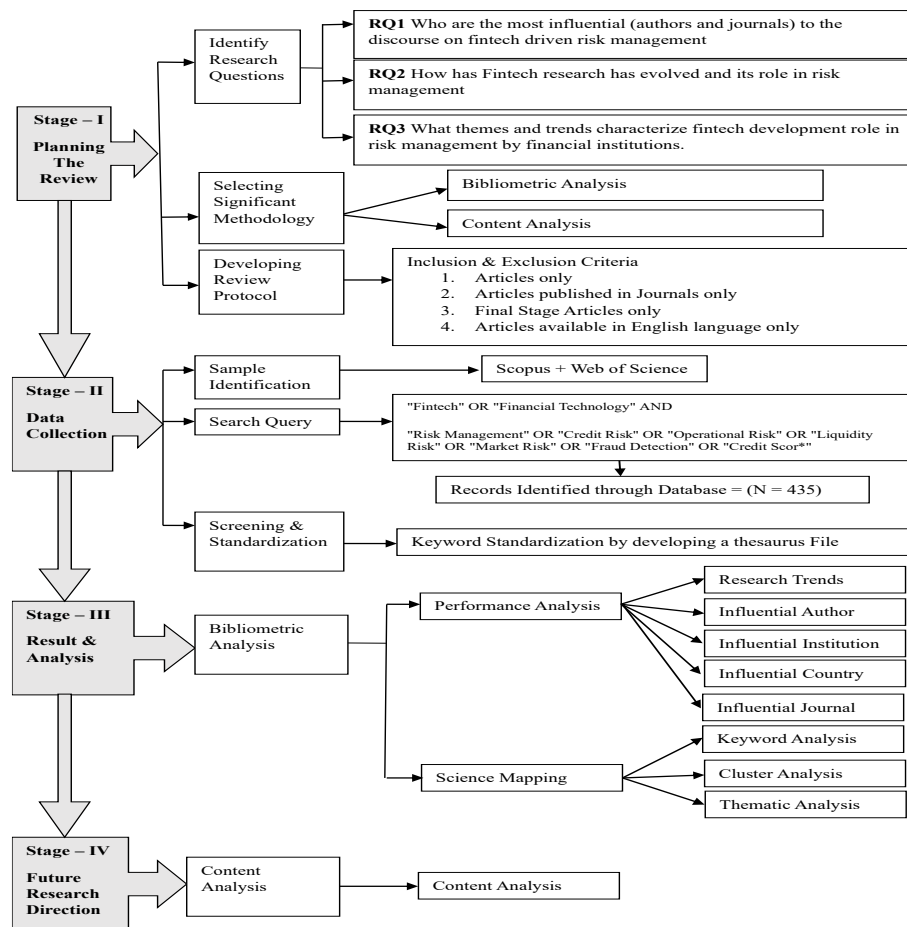 Stage – I
Planning
The
Review
Identify
Research
Questions
RQ1 Who are the most influential (authors and journals) to
the discourse on fintech driven risk management
RQ2 How has Fintech research has evolved and its role in risk
management
RQ3 What themes and trends characterize fintech development role in
risk management by financial institutions.
Selecting
Significant
Methodology
Bibliometric Analysis
Content Analysis
Developing
Review
Protocol
Inclusion & Exclusion Criteria
1. Articles only
2. Articles published in Journals only
3. Final Stage Articles only
4. Articles available in English language only
Stage – II
Data
Collection
Sample
Identification
Scopus + Web of Science
Search Query
"Fintech" OR "Financial Technology" AND
"Risk Management" OR "Credit Risk" OR "Operational Risk" OR "Liquidity
Risk" OR "Market Risk" OR "Fraud Detection" OR "Credit Scor*"
Records Identified through Database = (N = 435)
Screening &
Standardization
Keyword Standardization by developing a thesaurus File
Stage – III
Result &
Analysis
Bibliometric
Analysis
Performance Analysis
Research Trends
Influential Author
Influential Institution
Influential Country
Influential Journal
Science Mapping
Keyword Analysis
Cluster Analysis
Thematic Analysis
Stage – IV
Future
Research
Direction
Content
Analysis
Content Analysis